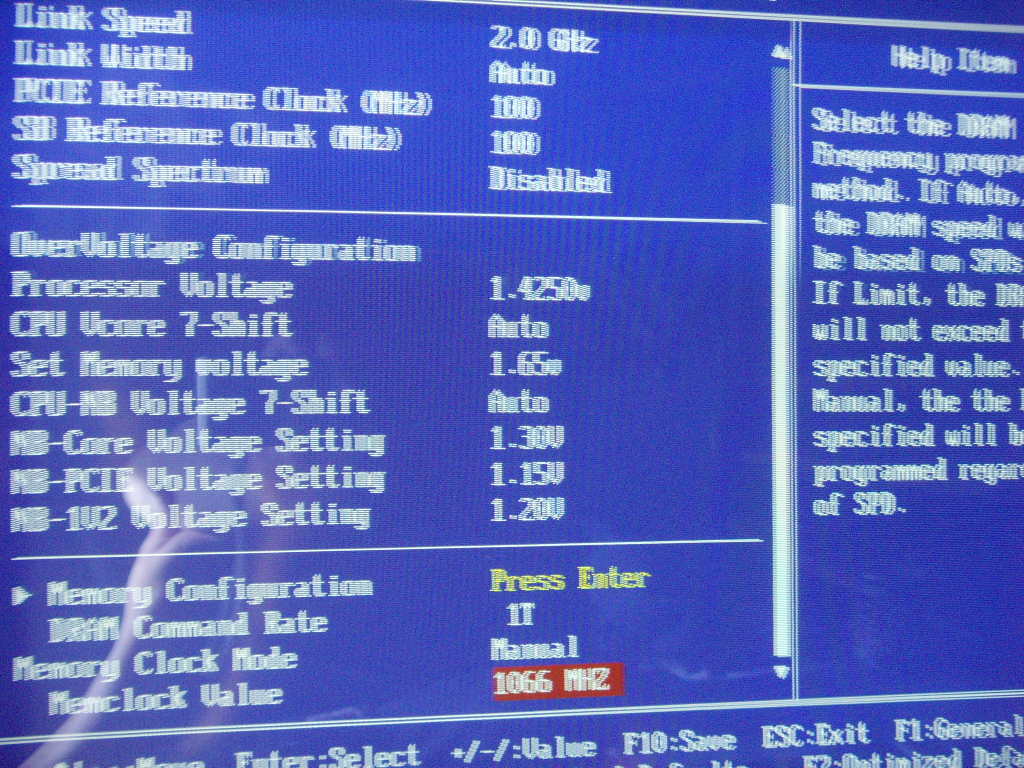 Link Speed 2.0 GHz
Link Width Auto
PCIE Reference Clock (MHz) 100
SB Reference Clock (MHz) 100
Spread Spectrum Disabled
OverVoltage Configuration
Processor Voltage 1.4250v
CPU Vcore 7-Shift Auto
Set Memory voltage 1.65v
CPU-NB Voltage 7-Shift Auto
NB-Core Voltage Setting 1.30V
NB-PCIE Voltage Setting 1.15V
NB-1V2 Voltage Setting 1.20V
Memory Configuration Press Enter
DRAM Command Rate 1T
Memory Clock Mode Manual
Memclock Value 1066 MHZ
Help Item
Select the DRAM
Frequency
method. If Auto,
the DRAM speed
be based on SPDs
If Limit, the
will not exceed
specified value.
Manual, the the
specified will
programmed
of SPD.
Enter:Select +/-/:Value F10:Save ESC:Exit F1:General
F2:Optimized